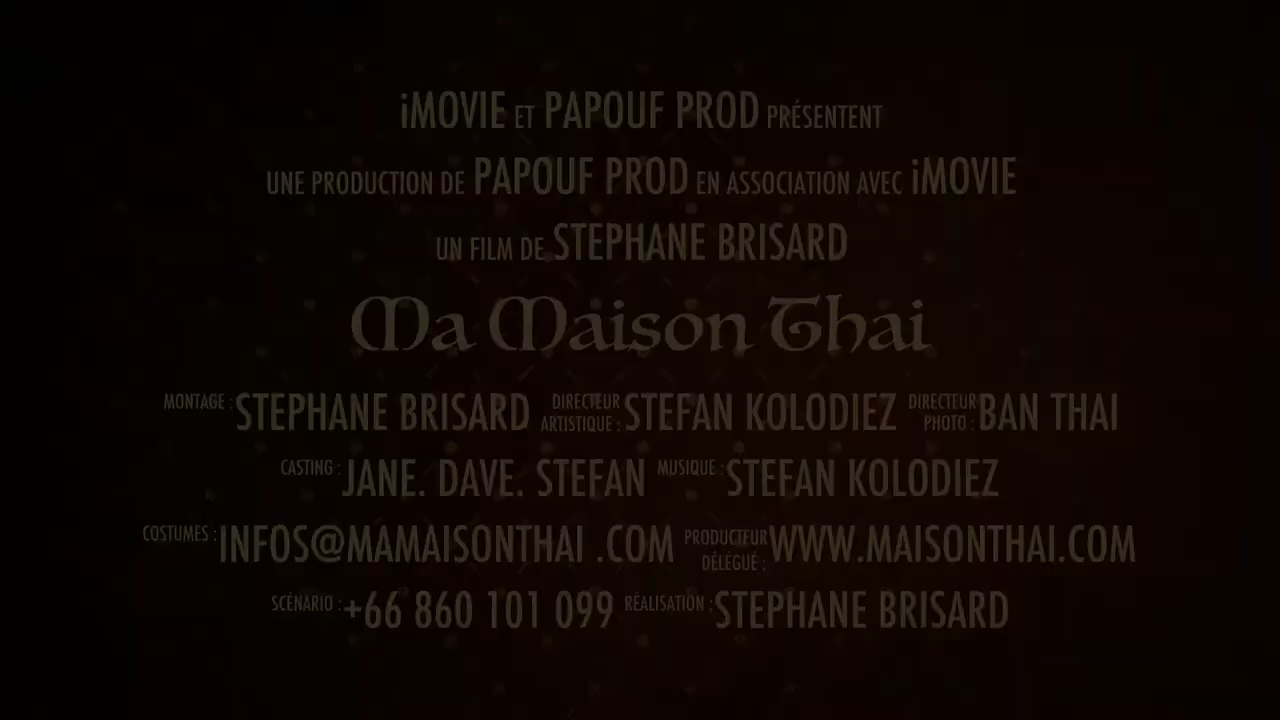 iMOVIE ET PAPOUF PROD PRÉSENTENT
UNE PRODUCTION DE PAPOUF PROD EN ASSOCIATION AVEC iMOVIE
UN FILM DE STEPHANE BRISARD
Ma Maison Thai
MONTAGE : STEPHANE BRISARD DIRECTEUR ARTISTIQUE : STEFAN KOLODIEZ DIRECTEUR PHOTO : BAN THAI
CASTING : JANE. DAVE. STEFAN MUSIQUE : STEFAN KOLODIEZ
COSTUMES : INFOS@MAMAISONTHAI .COM PRODUCTEUR DÉLÉGUÉ : WWW.MAISONTHAI.COM
SCÉNARIO : +66 860 101 099 RÉALISATION : STEPHANE BRISARD